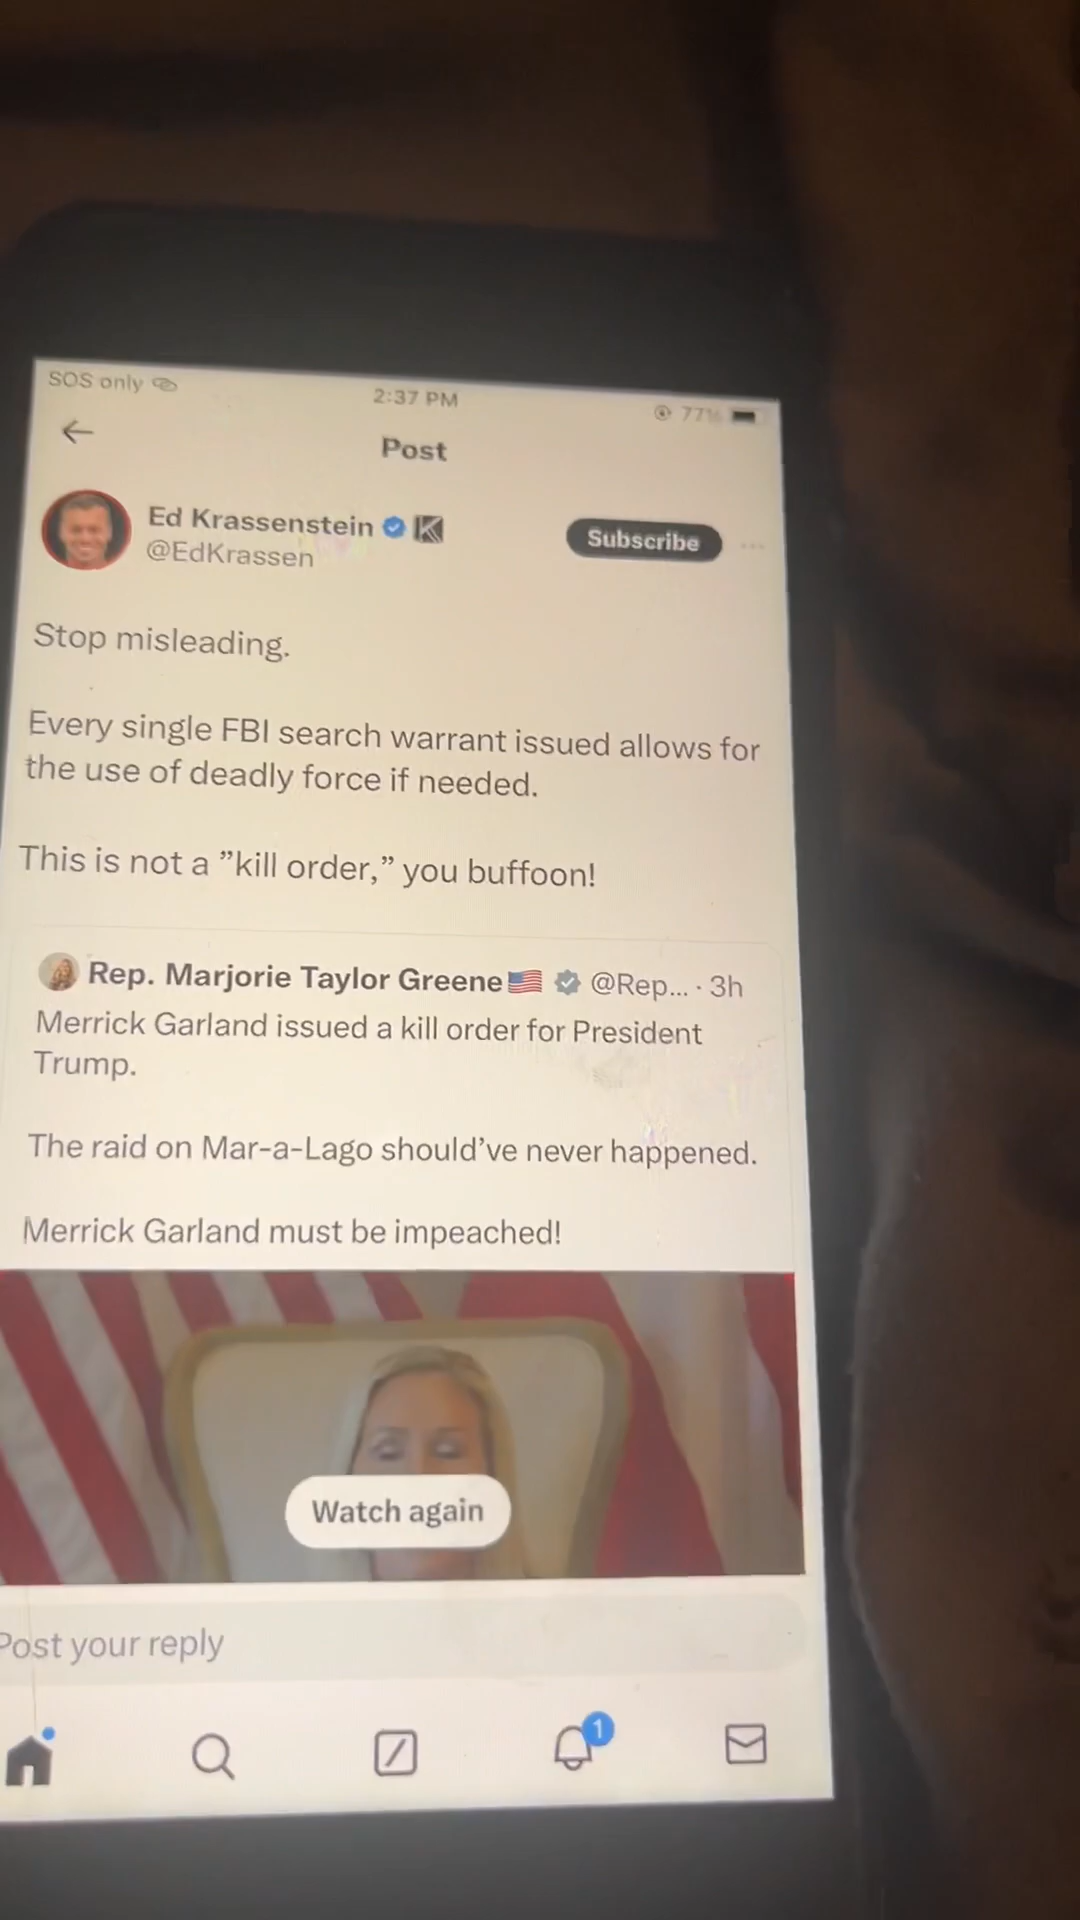 SOS only
2:37 PM
77%
Post
Ed Krassenstein
@EdKrassen
Subscribe
Stop misleading.
Every single FBI search warrant issued allows for
the use of deadly force if needed.
This is not a ”kill order,” you buffoon!
Rep. Marjorie Taylor Greene🇺🇸 @Rep... · 3h
Merrick Garland issued a kill order for President
Trump.
The raid on Mar-a-Lago should’ve never happened.
Merrick Garland must be impeached!
Watch again
Post your reply
1